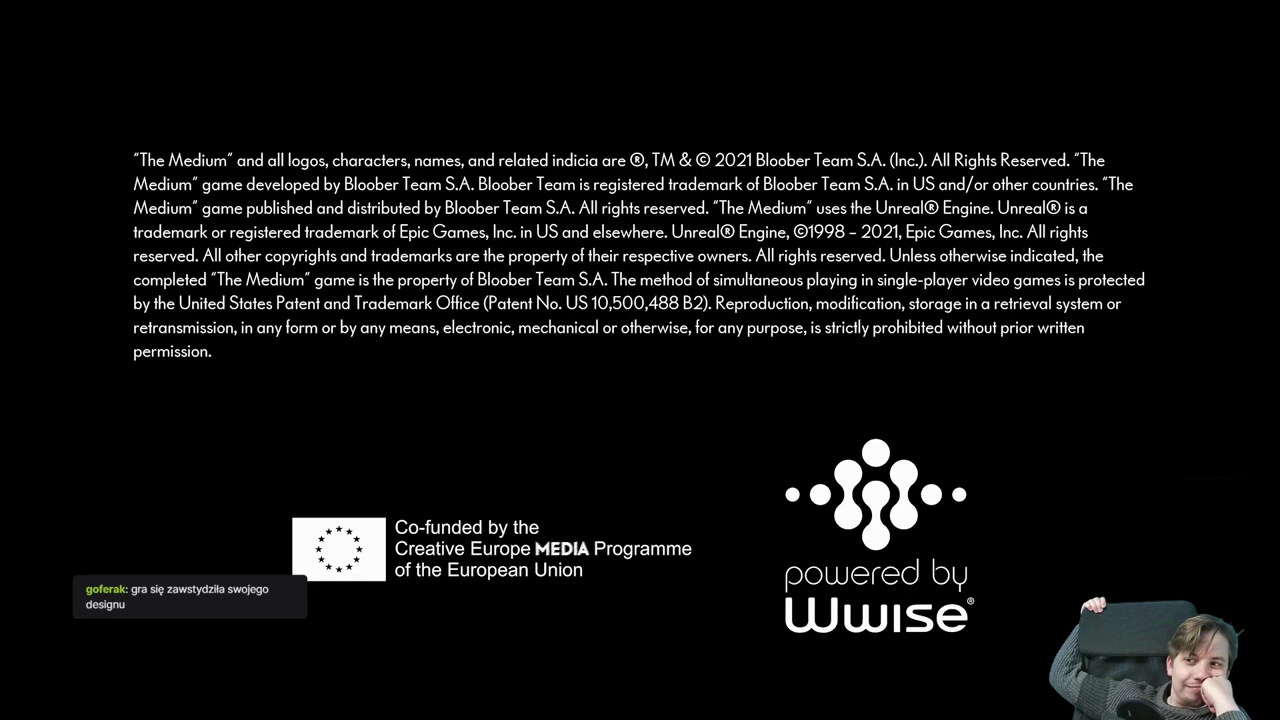 "The Medium" and all logos, characters, names, and related indicia are ®, TM & © 2021 Bloober Team S.A. (Inc.). All Rights Reserved. "The
Medium" game developed by Bloober Team S.A. Bloober Team is registered trademark of Bloober Team S.A. in US and/or other countries. "The
Medium" game published and distributed by Bloober Team S.A. All rights reserved. "The Medium" uses the Unreal® Engine. Unreal® is a
trademark or registered trademark of Epic Games, Inc. in US and elsewhere. Unreal® Engine, ©1998 – 2021, Epic Games, Inc. All rights
reserved. All other copyrights and trademarks are the property of their respective owners. All rights reserved. Unless otherwise indicated, the
completed "The Medium" game is the property of Bloober Team S.A. The method of simultaneous playing in single-player video games is protected
by the United States Patent and Trademark Office (Patent No. US 10,500,488 B2). Reproduction, modification, storage in a retrieval system or
retransmission, in any form or by any means, electronic, mechanical or otherwise, for any purpose, is strictly prohibited without prior written
permission.
Co-funded by the
Creative Europe MEDIA Programme
of the European Union
goferak: gra się zawstydziła swojego
designu
powered by
Wwise®